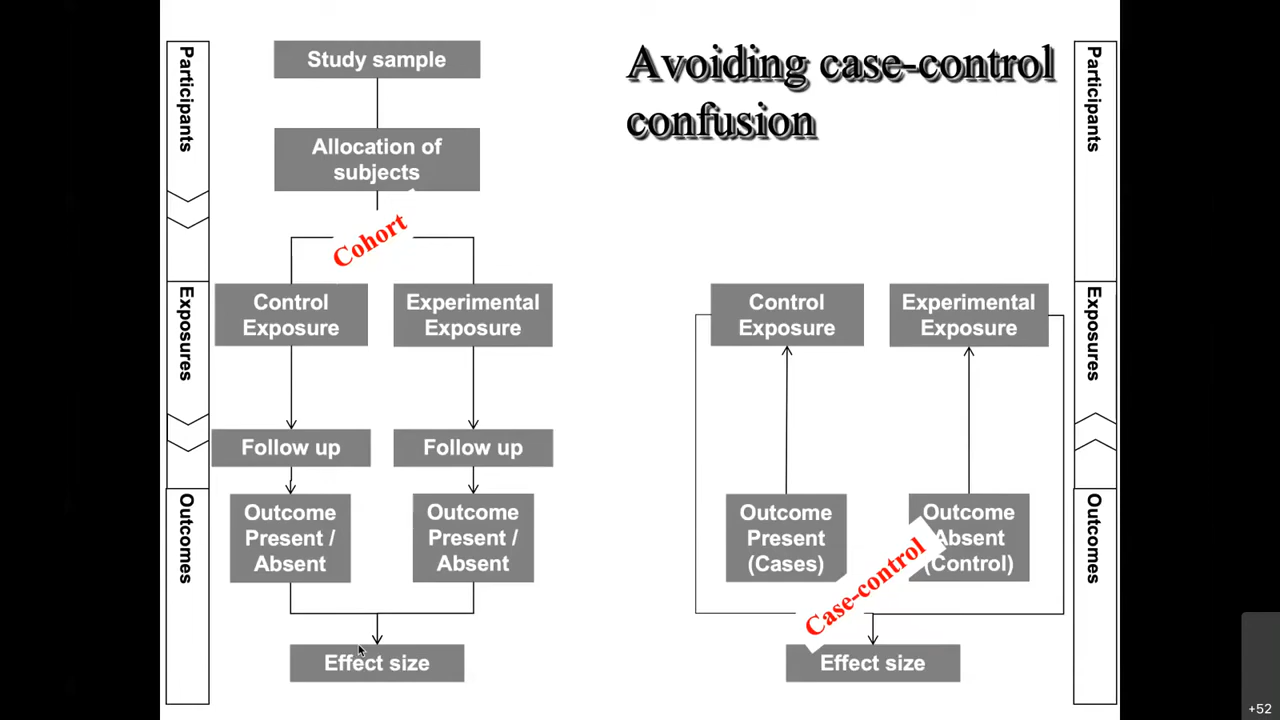 Avoiding case-control
confusion
Participants
Exposures
Outcomes
Study sample
Allocation of
subjects
Cohort
Control
Exposure
Experimental
Exposure
Follow up
Follow up
Outcome
Present /
Absent
Outcome
Present /
Absent
Effect size
Control
Exposure
Experimental
Exposure
Outcome
Present
(Cases)
Outcome
Absent
(Control)
Case-control
Effect size
Participants
Exposures
Outcomes
+52